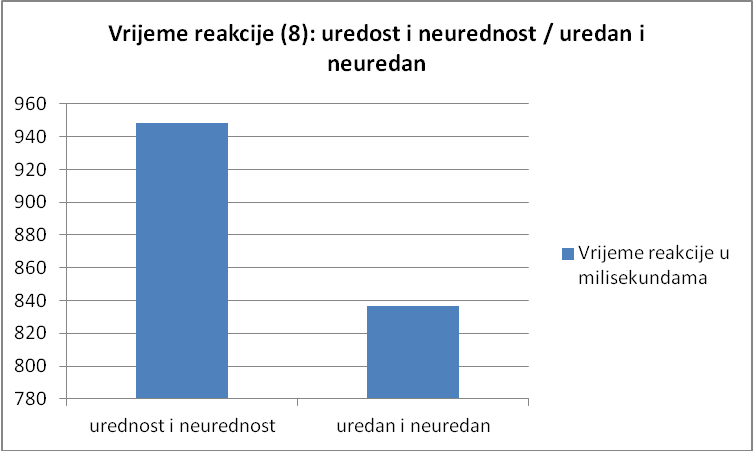 Vrijeme reakcije (8): uredost i neurednost / uredan i
neuredan
960
940
920
900
880
860
840
820
800
780
urednost i neurednost
uredan i neuredan
Vrijeme reakcije u
milisekundama